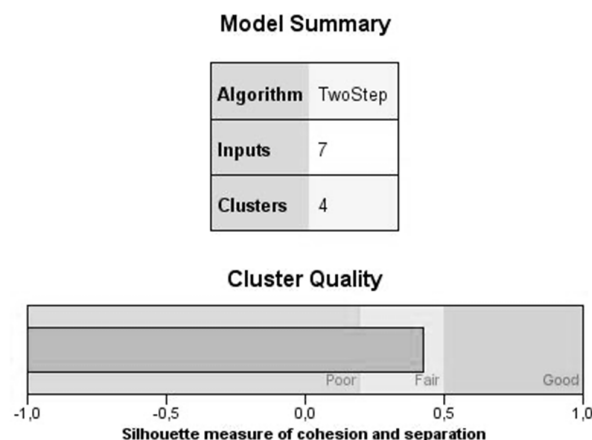 Model Summary
Algorithm TwoStep
Inputs 7
Clusters 4
Cluster Quality
Poor Fair Good
-1,0 -0,5 0,0 0,5 1,0
Silhouette measure of cohesion and separation